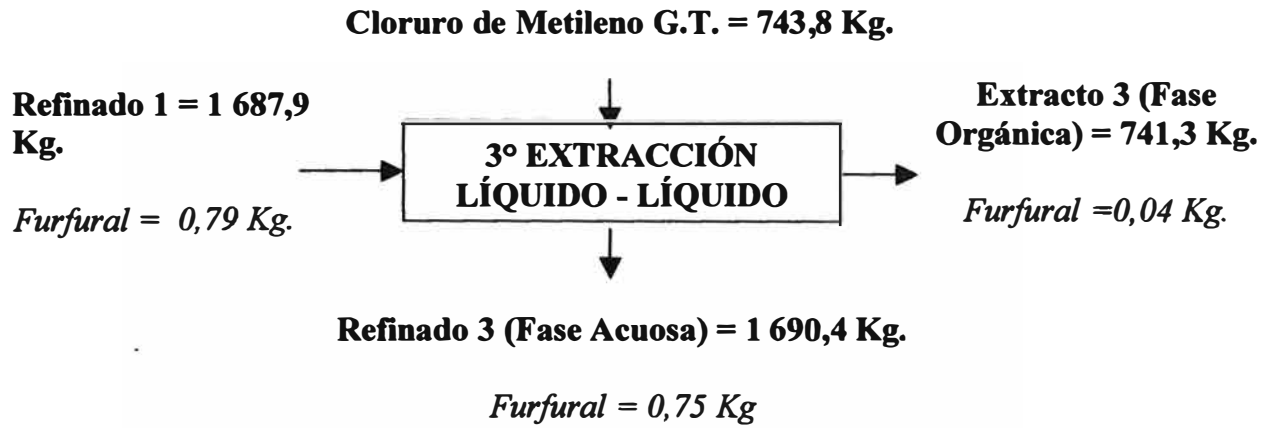 Cloruro de Metileno G.T. = 743,8 Kg.
Refinado 1 = 1 687,9
Kg.
Furfural = 0,79 Kg.
3º EXTRACCIÓN
LÍQUIDO - LÍQUIDO
Extracto 3 (Fase
Orgánica) = 741,3 Kg.
Furfural =0,04 Kg.
Refinado 3 (Fase Acuosa) = 1 690,4 Kg.
Furfural = 0,75 Kg